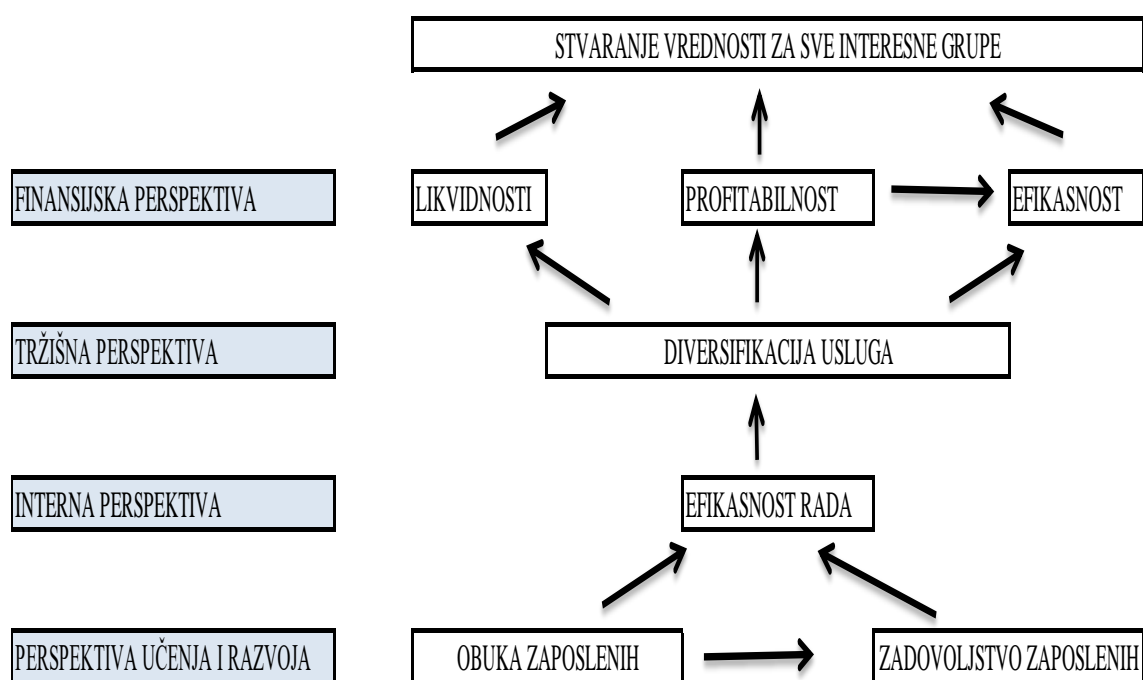 STVARANJE VREDNOSTI ZA SVE INTERESNE GRUPE
FINANSIJSKA PERSPEKTIVA
LIKVIDNOSTI
PROFITABILNOST
EFIKASNOST
TRŽIŠNA PERSPEKTIVA
DIVERSIFIKACIJA USLUGA
INTERNA PERSPEKTIVA
EFIKASNOST RADA
PERSPEKTIVA UČENJA I RAZVOJA
OBUKA ZAPOSLENIH
ZADOVOLJSTVO ZAPOSLENIH